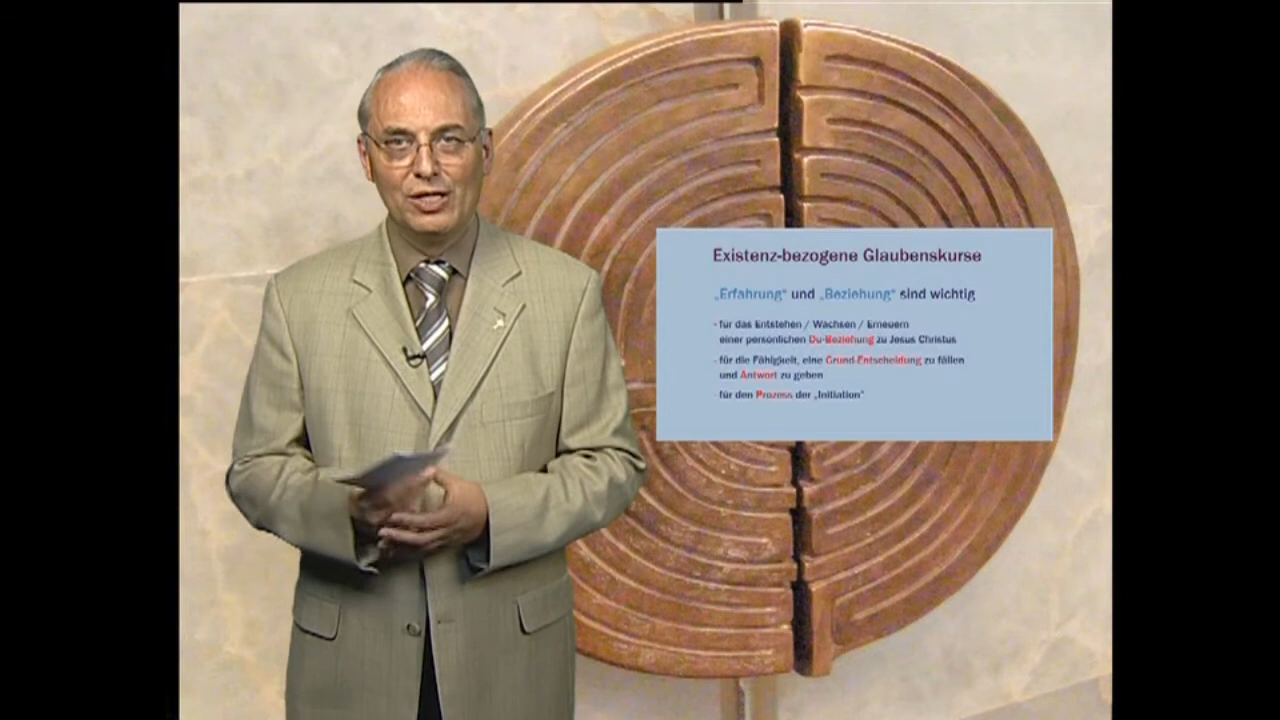 Existenz-bezogene Glaubenskurse
„Erfahrung“ und „Beziehung“ sind wichtig
- für das Entstehen / Wachsen / Erneuern
einer persönlichen Du-Beziehung zu Jesus Christus
- für die Fähigkeit, eine Grund-Entscheidung zu fällen
und Antwort zu geben
- für den Prozess der „Initiation“